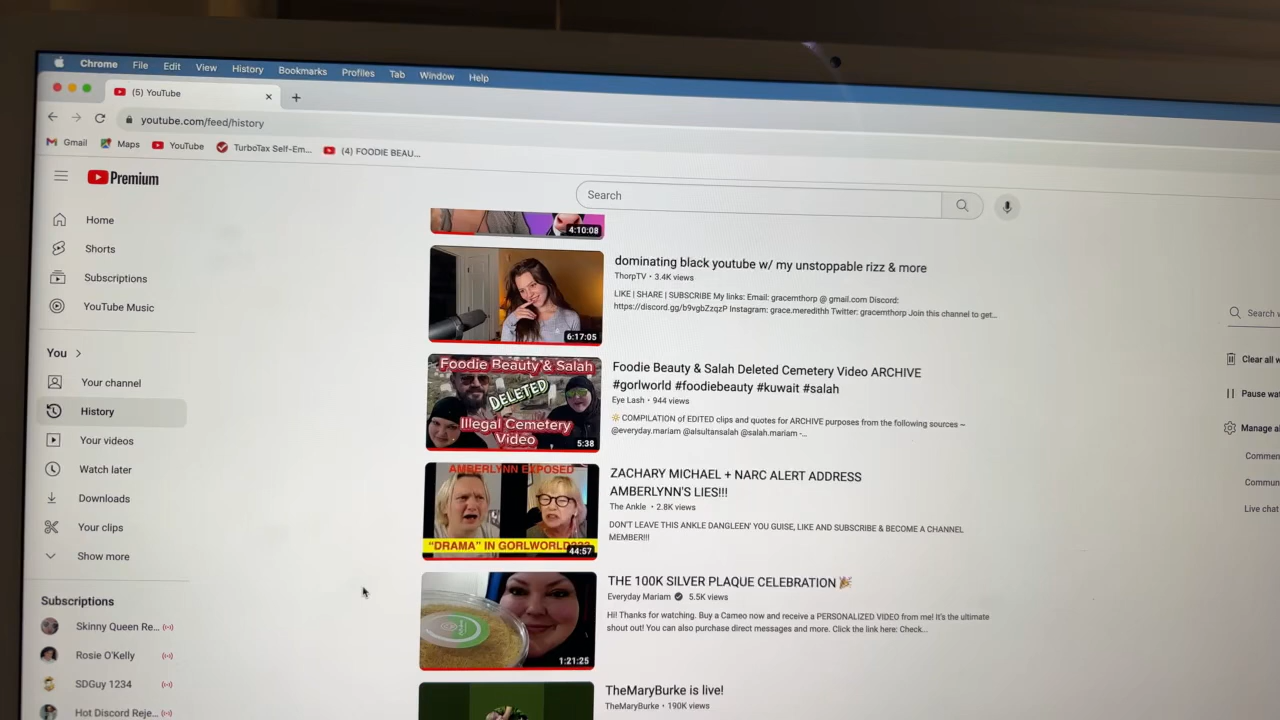 Chrome File Edit View History Bookmarks Profiles Tab Window Help
(5) YouTube
youtube.com/feed/history
Gmail Maps YouTube TurboTax Self-Em... (4) FOODIE BEAU...
Premium
Search
Home
Shorts
Subscriptions
YouTube Music
You
Your channel
History
Your videos
Watch later
Downloads
Your clips
Show more
Subscriptions
Skinny Queen Re...
Rosie O'Kelly
SDGuy 1234
Hot Discord Reje...
4:10:08
6:17:05
dominating black youtube w/ my unstoppable rizz & more
ThorpTV • 3.4K views
LIKE | SHARE | SUBSCRIBE My links: Email: gracemthorp @ gmail.com Discord:
https://discord.gg/b9vgbZzqzP Instagram: grace.meredithh Twitter: gracemthorp Join this channel to get...
Foodie Beauty & Salah
DELETED
Illegal Cemetery
Video
5:38
Foodie Beauty & Salah Deleted Cemetery Video ARCHIVE
#gorlworld #foodiebeauty #kuwait #salah
Eye Lash • 944 views
🔆 COMPILATION of EDITED clips and quotes for ARCHIVE purposes from the following sources –
@everyday.mariam @alsultansalah @salah.mariam -...
AMBERLYNN EXPOSED
"DRAMA" IN GORLWORLD???
44:57
ZACHARY MICHAEL + NARC ALERT ADDRESS
AMBERLYNN'S LIES!!!
The Ankle • 2.8K views
DON'T LEAVE THIS ANKLE DANGLEEN' YOU GUISE, LIKE AND SUBSCRIBE & BECOME A CHANNEL
MEMBER!!!
1:21:25
THE 100K SILVER PLAQUE CELEBRATION 🎉
Everyday Mariam • 5.5K views
Hi! Thanks for watching. Buy a Cameo now and receive a PERSONALIZED VIDEO from me! It's the ultimate
shout out! You can also purchase direct messages and more. Click the link here: Check...
TheMaryBurke is live!
TheMaryBurke • 190K views
Search
Clear all
Pause
Manage
Live chat